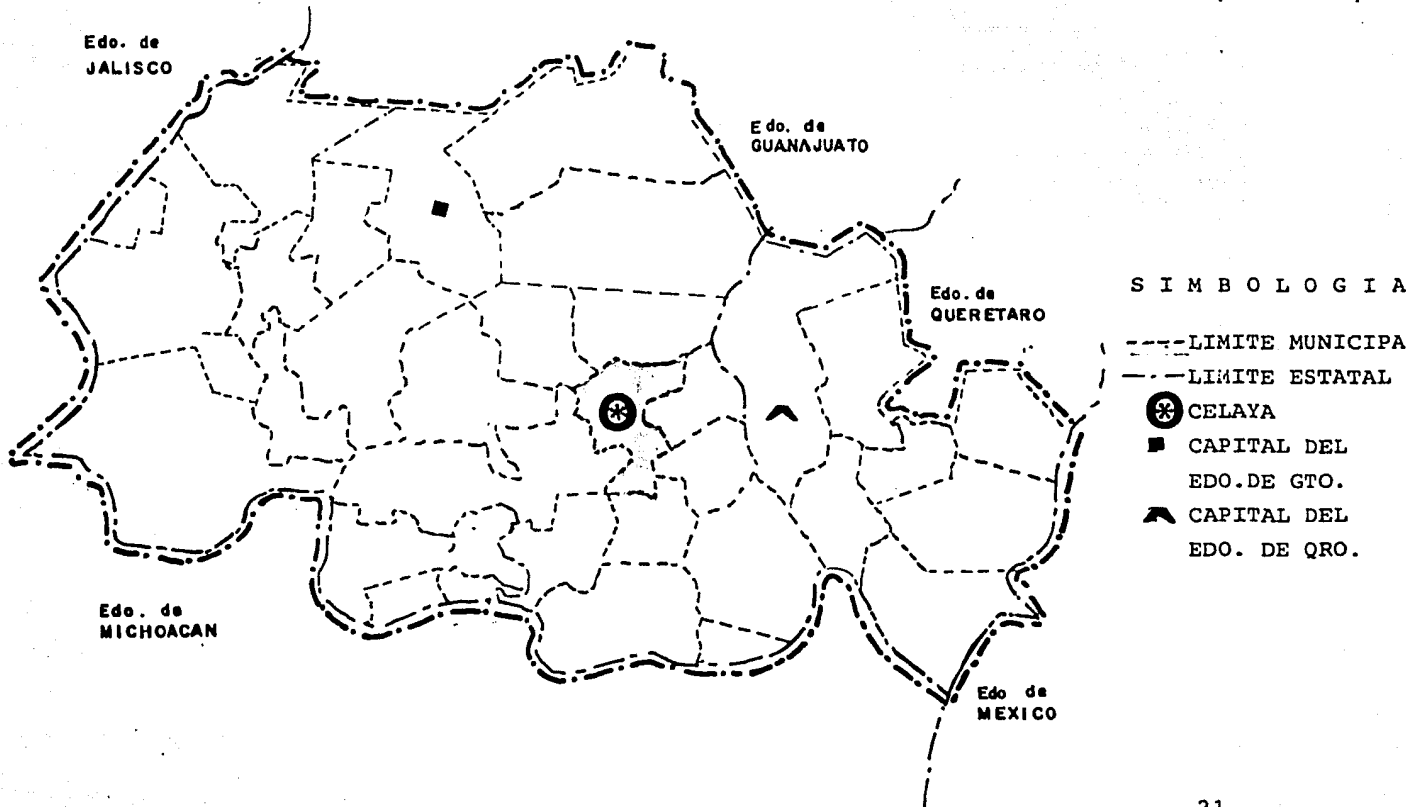 Edo. de
JALISCO
Edo. de
GUANAJUATO
Edo. de
QUERETARO
Edo. de
MICHOACAN
Edo de
MEXICO
S I M B O L O G I A
LIMITE MUNICIPA
LIMITE ESTATAL
CELAYA
CAPITAL DEL
EDO.DE GTO.
CAPITAL DEL
EDO. DE QRO.
21